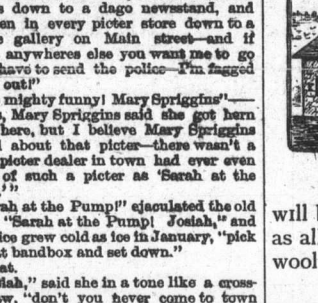 s down to a dago newsstand, and
en in every picter store down to a
e gallery on Main street—and if
anywheres else you want me to go
have to send the police—I'm fagged
out!"
mighty funny! Mary Spriggins"—
s, Mary Spriggins said she got hern
here, but I believe Mary Spriggins
about that picter—there wasn't a
picter dealer in town had ever even
of such a picter as 'Sarah at the
.'"
ah at the Pump!" ejaculated the old
"Sarah at the Pump! Josiah," and
ice grew cold as ice in January, "pick
t bandbox and set down."
at.
iah," said she in a tone like a cross-
w, "don't you never come to town
will
as al
wool